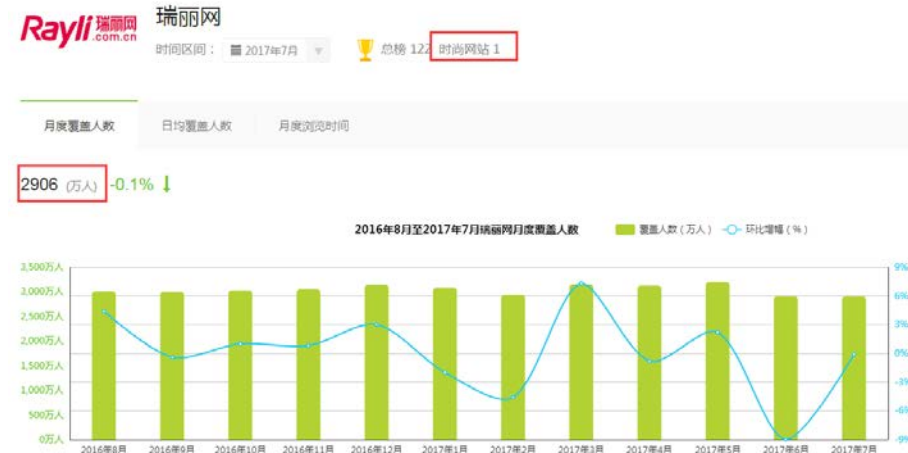 Rayli 瑞丽网
.com.cn
瑞丽网
时间区间： 2017年7月 总榜 122 时尚网站 1
月度覆盖人数 日均覆盖人数 月度浏览时间
2906 (万人) -0.1%
2016年8月至2017年7月瑞丽网月度覆盖人数 覆盖人数（万人） 环比增幅（%）
3,500万人 9%
3,000万人 6%
2,500万人
2,000万人 3%
1,500万人 0%
1,000万人 -3%
500万人 -6%
0万人 -9%
2016年8月 2016年9月 2016年10月 2016年11月 2016年12月 2017年1月 2017年2月 2017年3月 2017年4月 2017年5月 2017年6月 2017年7月